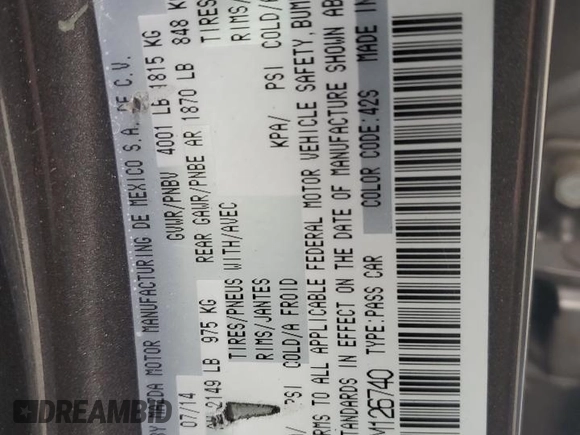 MAZDA MOTOR MANUFACTURING DE MEXICO S.A. DE C.V.
07/14 GVWR/PNBV 4001 LB 1815 KG
2149 LB 975 KG REAR GAWR/PNBE AR 1870 LB 848 K
TIRES/PNEUS WITH/AVEC TIRES
RIMS/JANTES RIMS/
PSI COLD/A FROID KPA/ PSI COLD/
RMS TO ALL APPLICABLE FEDERAL MOTOR VEHICLE SAFETY, BUM
TANDARDS IN EFFECT ON THE DATE OF MANUFACTURE SHOWN AB
M126740 TYPE:PASS CAR COLOR CODE:42S MADE IN
DREAMBID